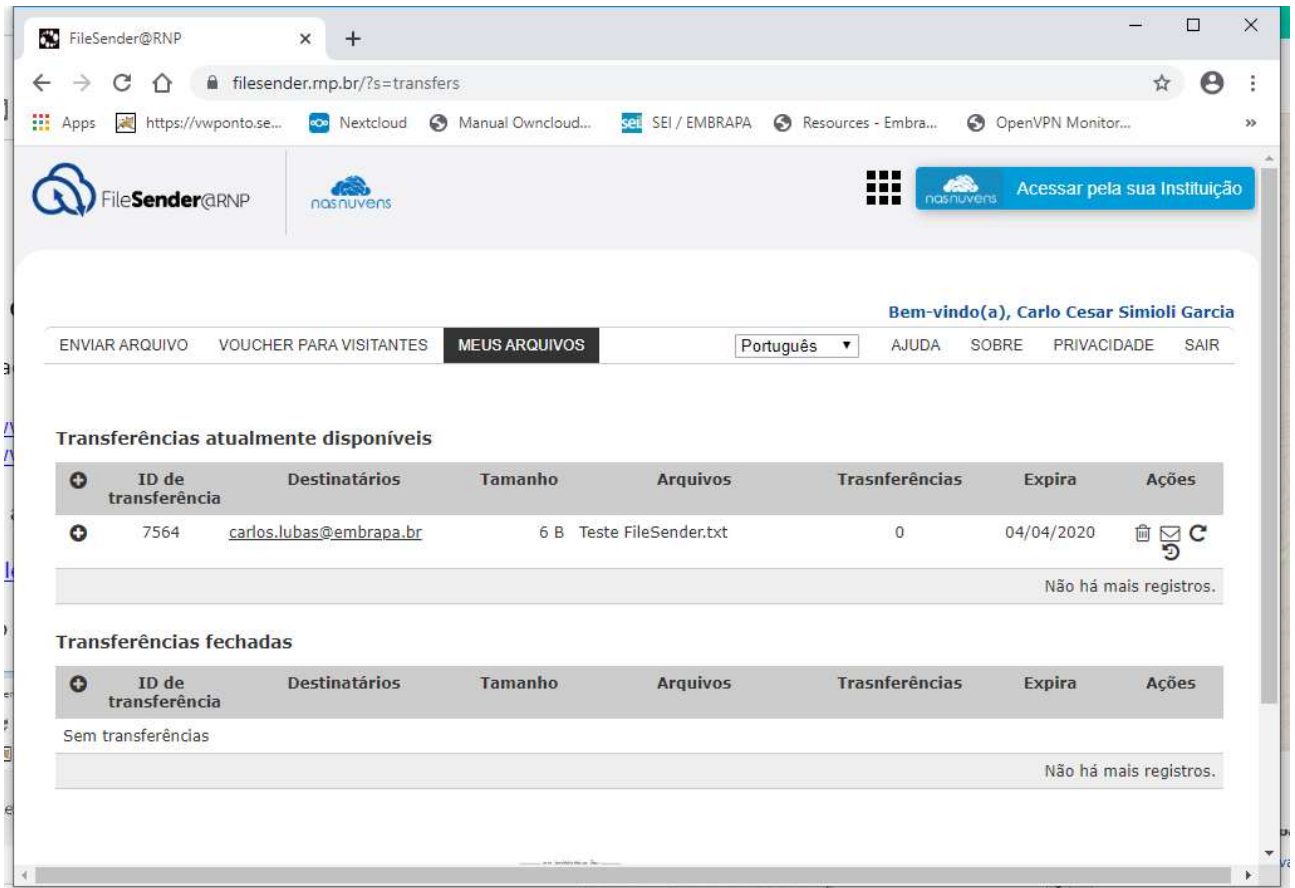 FileSender@RNP
filesender.rnp.br/?s=transfers
Apps https://vwponto.se... Nextcloud Manual Owncloud... sei SEI / EMBRAPA Resources - Embra... OpenVPN Monitor... »
FileSender@RNP nasnuvens nasnuvens Acessar pela sua Instituição
Bem-vindo(a), Carlo Cesar Simioli Garcia
ENVIAR ARQUIVO VOUCHER PARA VISITANTES MEUS ARQUIVOS Português AJUDA SOBRE PRIVACIDADE SAIR
Transferências atualmente disponíveis
ID de transferência Destinatários Tamanho Arquivos Trasnferências Expira Ações
7564 carlos.lubas@embrapa.br 6 B Teste FileSender.txt 0 04/04/2020
Não há mais registros.
Transferências fechadas
ID de transferência Destinatários Tamanho Arquivos Trasnferências Expira Ações
Sem transferências
Não há mais registros.